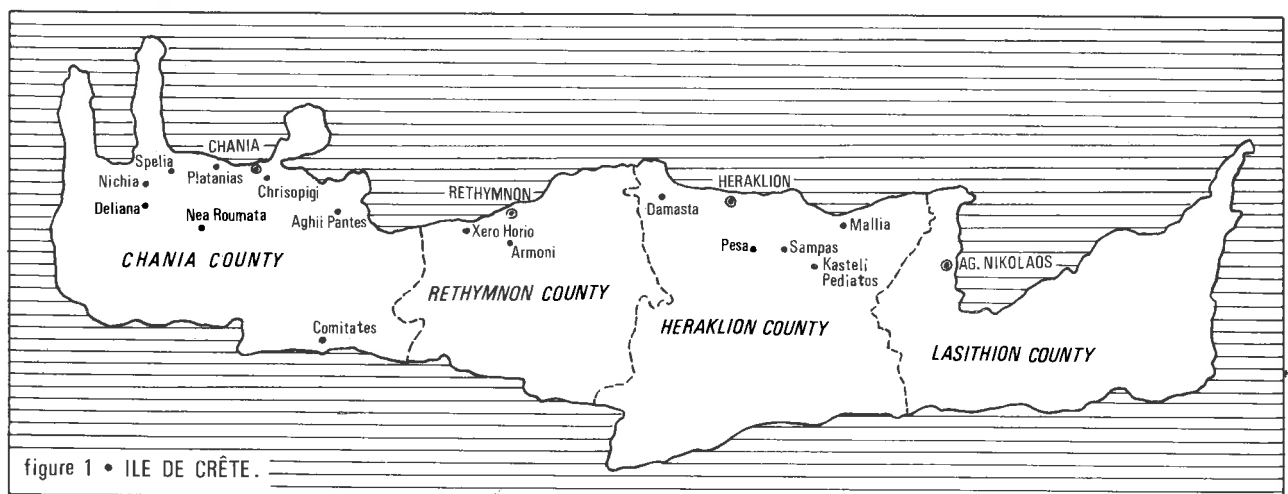 CHANIA
Spelia
Platanias
Nichia
Chrisopigi
Deliana
Nea Roumata
Aghii Pantes
CHANIA COUNTY
Comitates
RETHYMNON
Xero Horio
Armoni
RETHYMNON COUNTY
HERAKLION
Damasta
Mallia
Pesa
Sampas
Kasteli
Pediatos
HERAKLION COUNTY
AG. NIKOLAOS
LASITHION COUNTY
figure 1 • ILE DE CRÊTE.